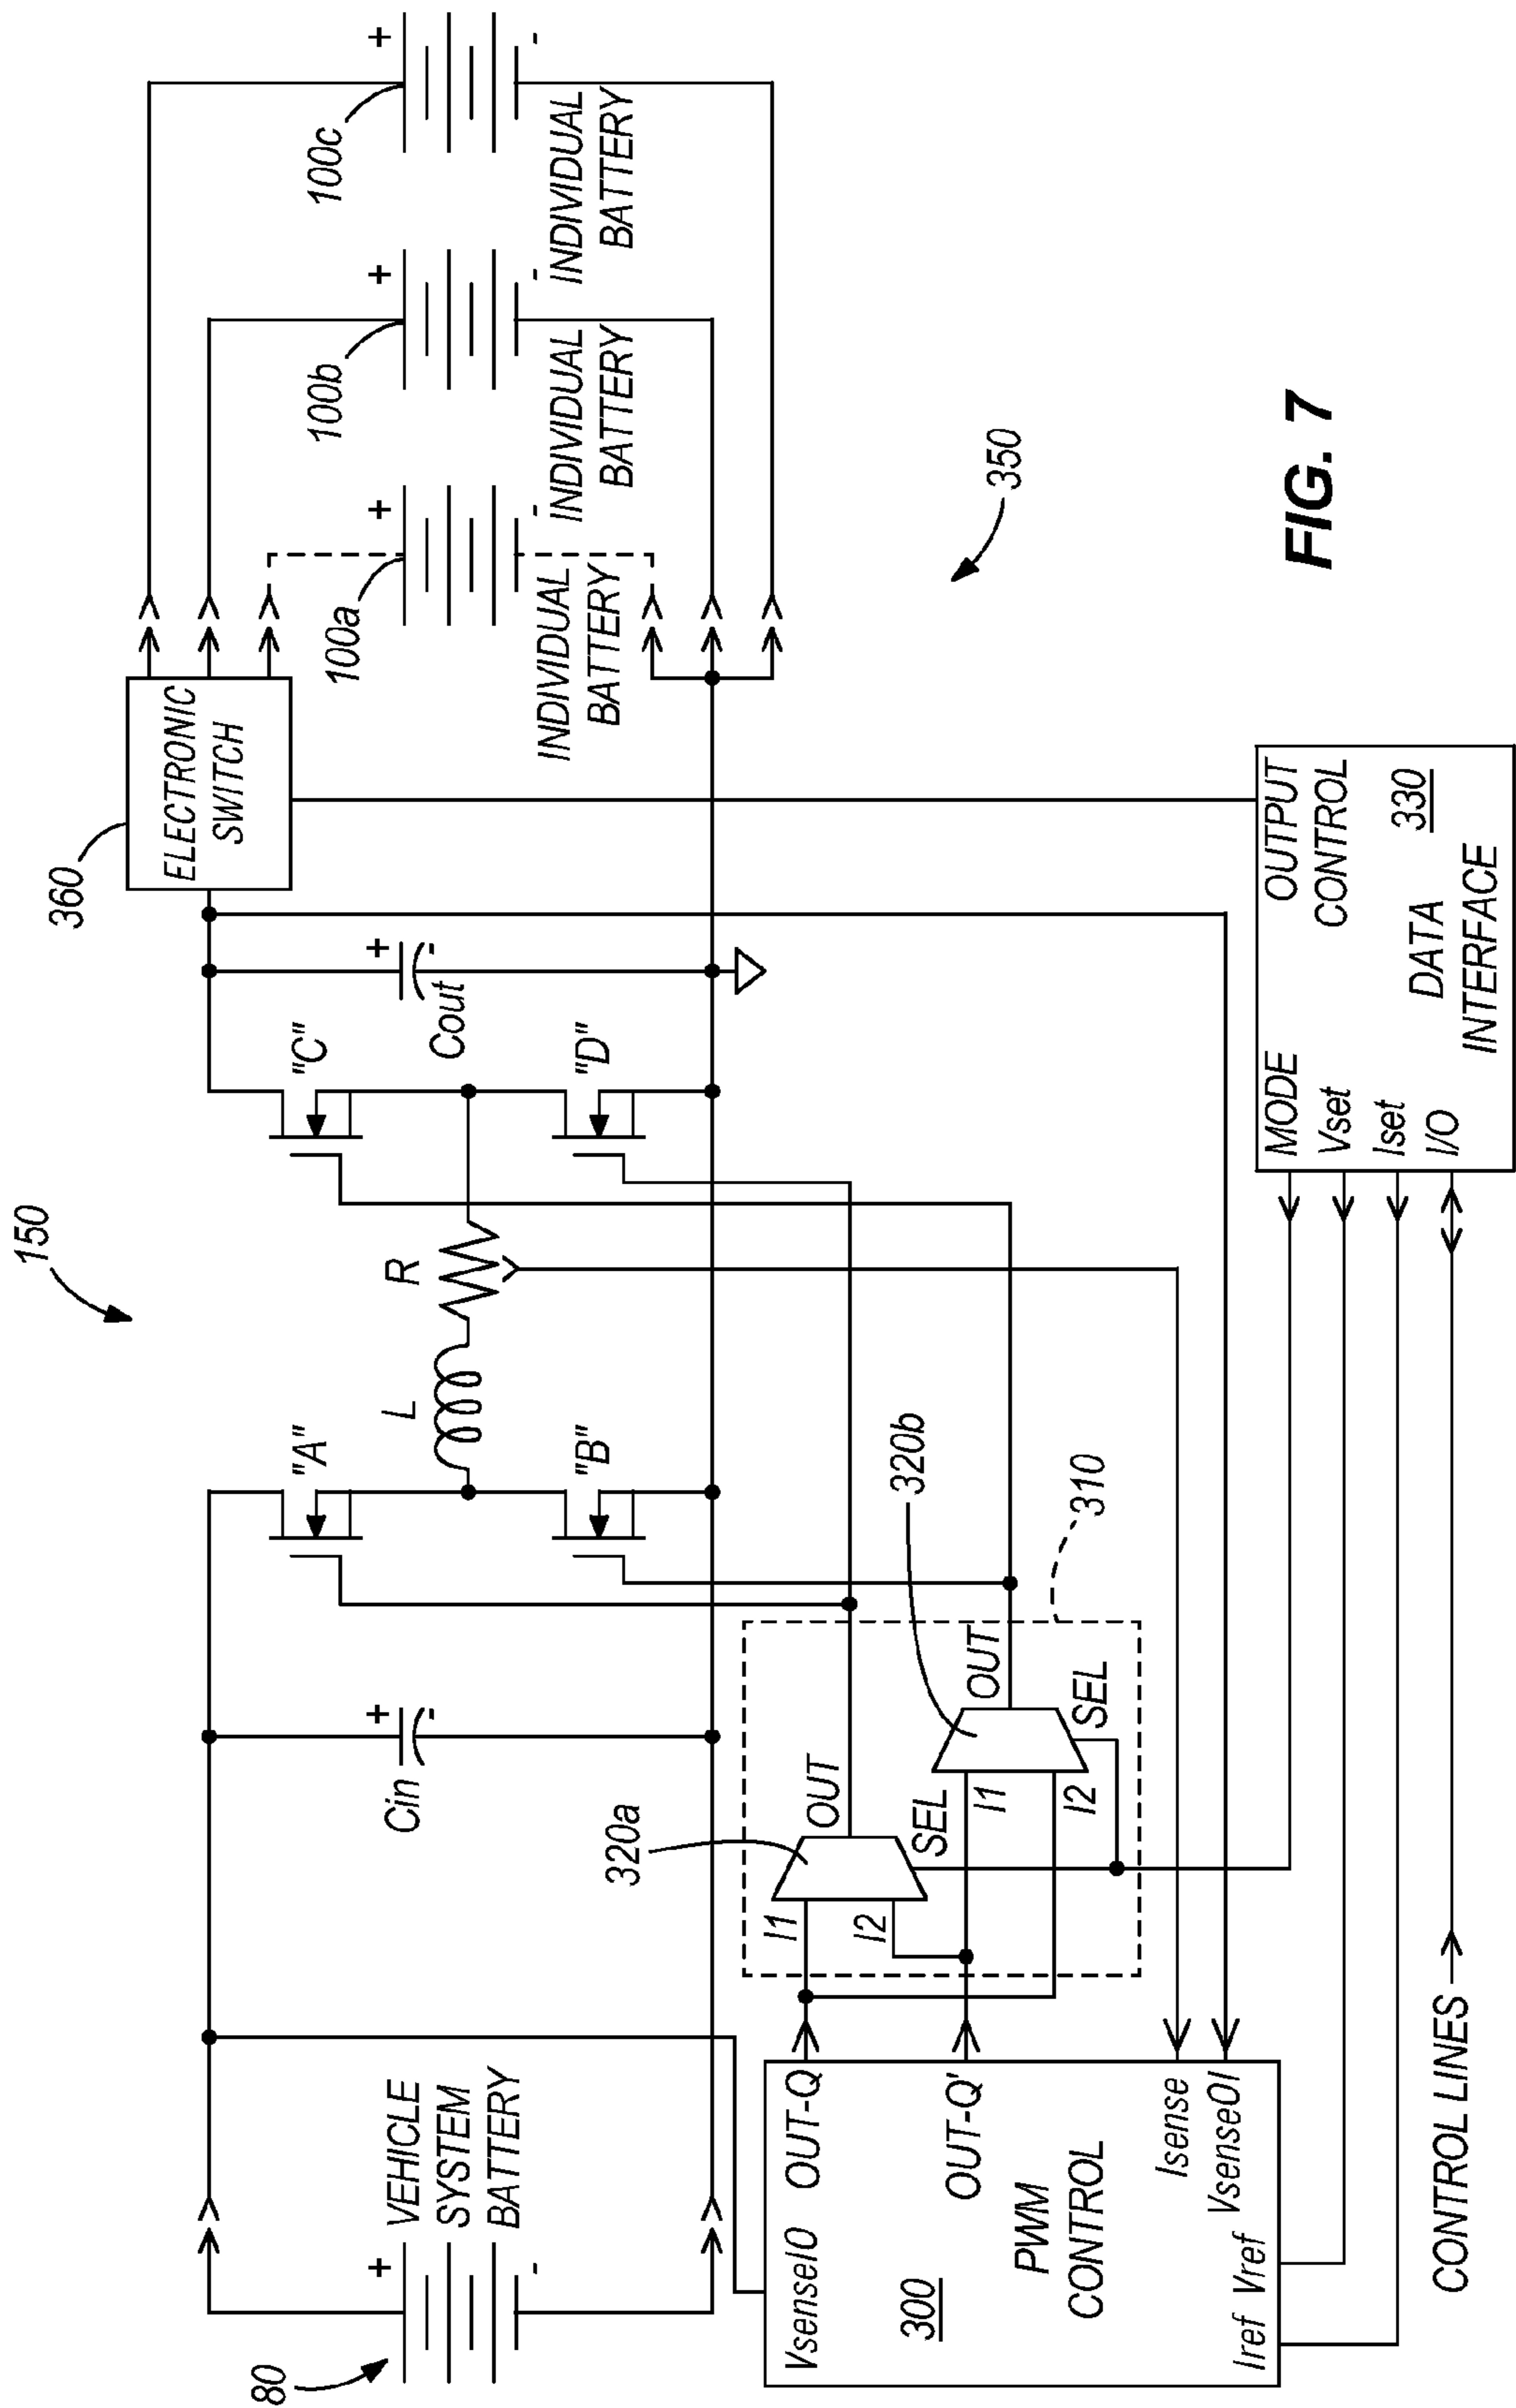 150
360
ELECTRONIC
SWITCH
"A"
"C"
+
Cin
-
L
R
+
Cout
-
"B"
"D"
80
+
VEHICLE
SYSTEM
BATTERY
-
100a
+
-
INDIVIDUAL
BATTERY
100b
+
-
INDIVIDUAL
BATTERY
100c
+
-
INDIVIDUAL
BATTERY
320a
OUT
I1
I2
SEL
320b
OUT
I1
I2
SEL
310
VsenseIO
OUT-Q
OUT-Q'
300
PWM
CONTROL
Isense
VsenseOI
Iref
Vref
350
MODE
Vset
Iset
I/O
OUTPUT
CONTROL
330
DATA
INTERFACE
CONTROL LINES
FIG. 7